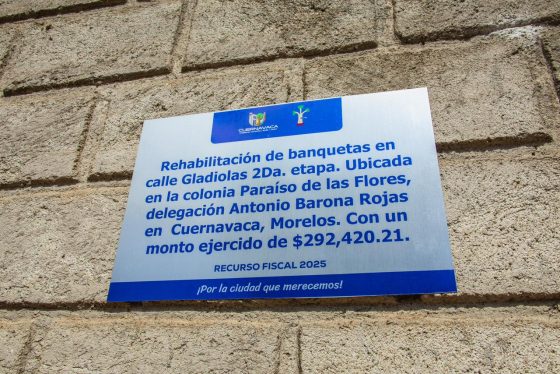 CUERNAVACA
Rehabilitación de banquetas en
calle Gladiolas 2Da. etapa. Ubicada
en la colonia Paraíso de las Flores,
delegación Antonio Barona Rojas
en Cuernavaca, Morelos. Con un
monto ejercido de $292,420.21.
RECURSO FISCAL 2025
¡Por la ciudad que merecemos!